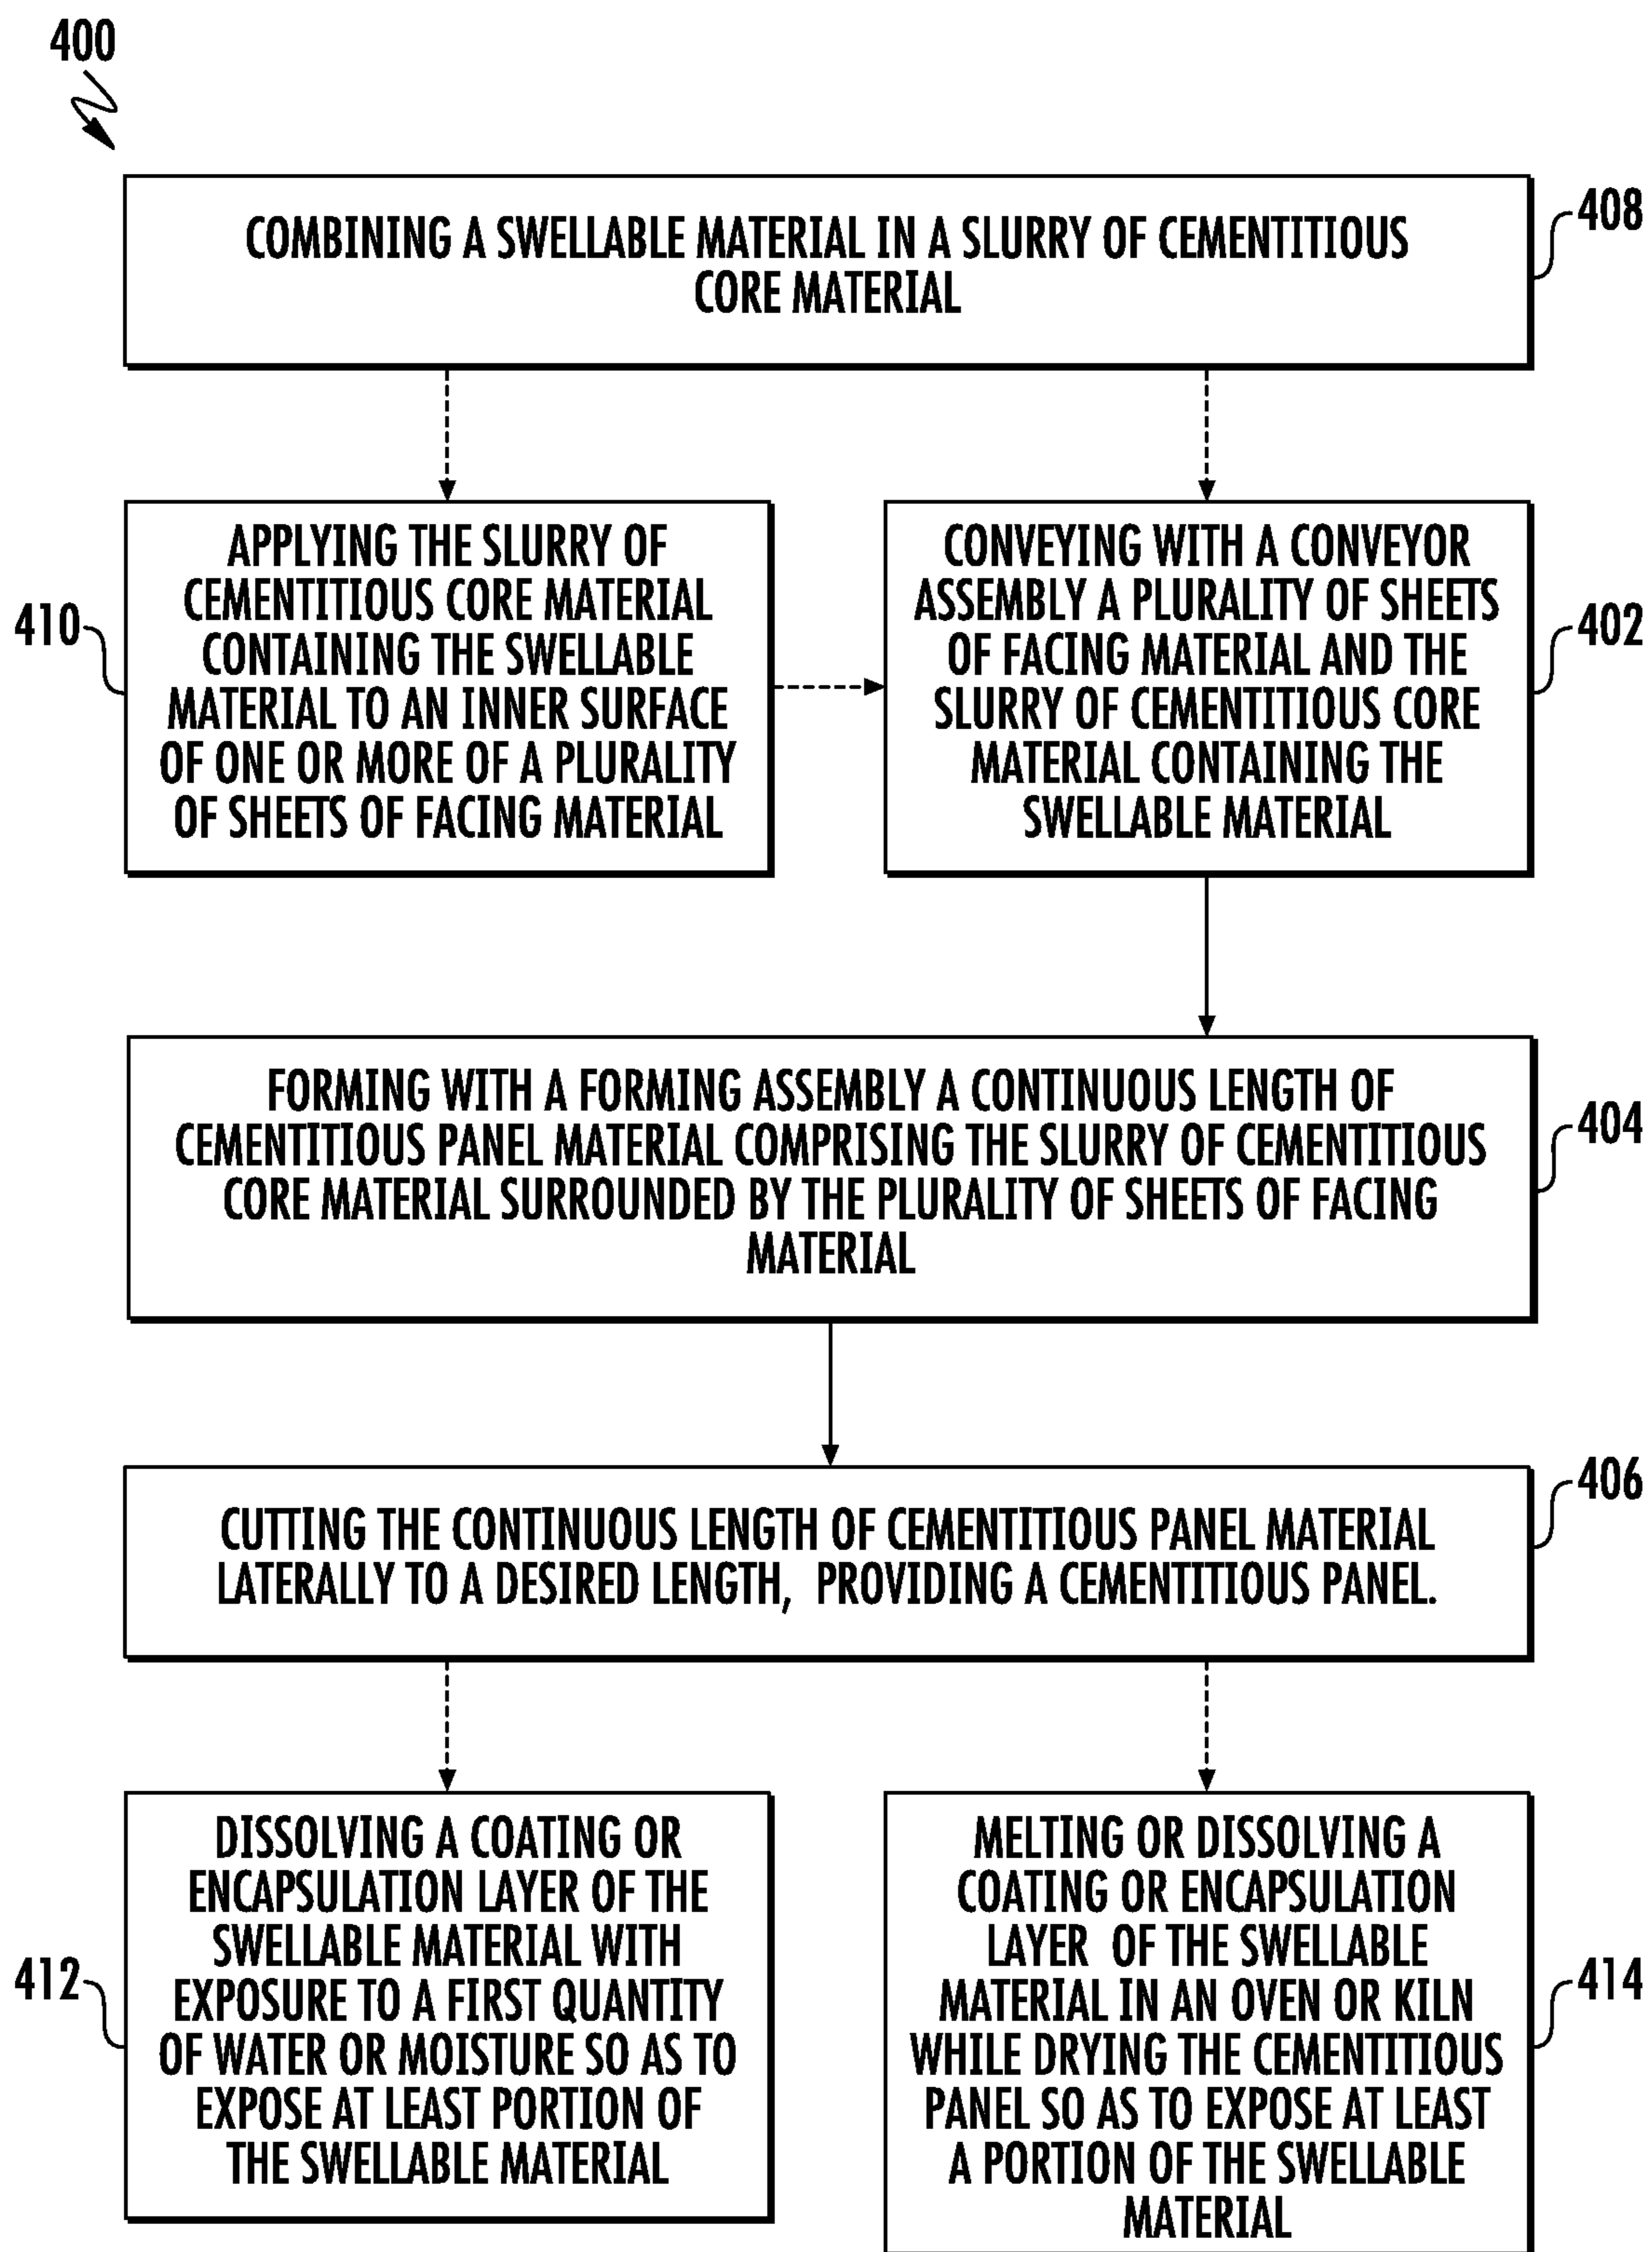 400
COMBINING A SWELLABLE MATERIAL IN A SLURRY OF CEMENTITIOUS
CORE MATERIAL
408
APPLYING THE SLURRY OF
CEMENTITIOUS CORE MATERIAL
CONTAINING THE SWELLABLE
MATERIAL TO AN INNER SURFACE
OF ONE OR MORE OF A PLURALITY
OF SHEETS OF FACING MATERIAL
410
CONVEYING WITH A CONVEYOR
ASSEMBLY A PLURALITY OF SHEETS
OF FACING MATERIAL AND THE
SLURRY OF CEMENTITIOUS CORE
MATERIAL CONTAINING THE
SWELLABLE MATERIAL
402
FORMING WITH A FORMING ASSEMBLY A CONTINUOUS LENGTH OF
CEMENTITIOUS PANEL MATERIAL COMPRISING THE SLURRY OF CEMENTITIOUS
CORE MATERIAL SURROUNDED BY THE PLURALITY OF SHEETS OF FACING
MATERIAL
404
CUTTING THE CONTINUOUS LENGTH OF CEMENTITIOUS PANEL MATERIAL
LATERALLY TO A DESIRED LENGTH, PROVIDING A CEMENTITIOUS PANEL.
406
DISSOLVING A COATING OR
ENCAPSULATION LAYER OF THE
SWELLABLE MATERIAL WITH
EXPOSURE TO A FIRST QUANTITY
OF WATER OR MOISTURE SO AS TO
EXPOSE AT LEAST PORTION OF
THE SWELLABLE MATERIAL
412
MELTING OR DISSOLVING A
COATING OR ENCAPSULATION
LAYER OF THE SWELLABLE
MATERIAL IN AN OVEN OR KILN
WHILE DRYING THE CEMENTITIOUS
PANEL SO AS TO EXPOSE AT LEAST
A PORTION OF THE SWELLABLE
MATERIAL
414